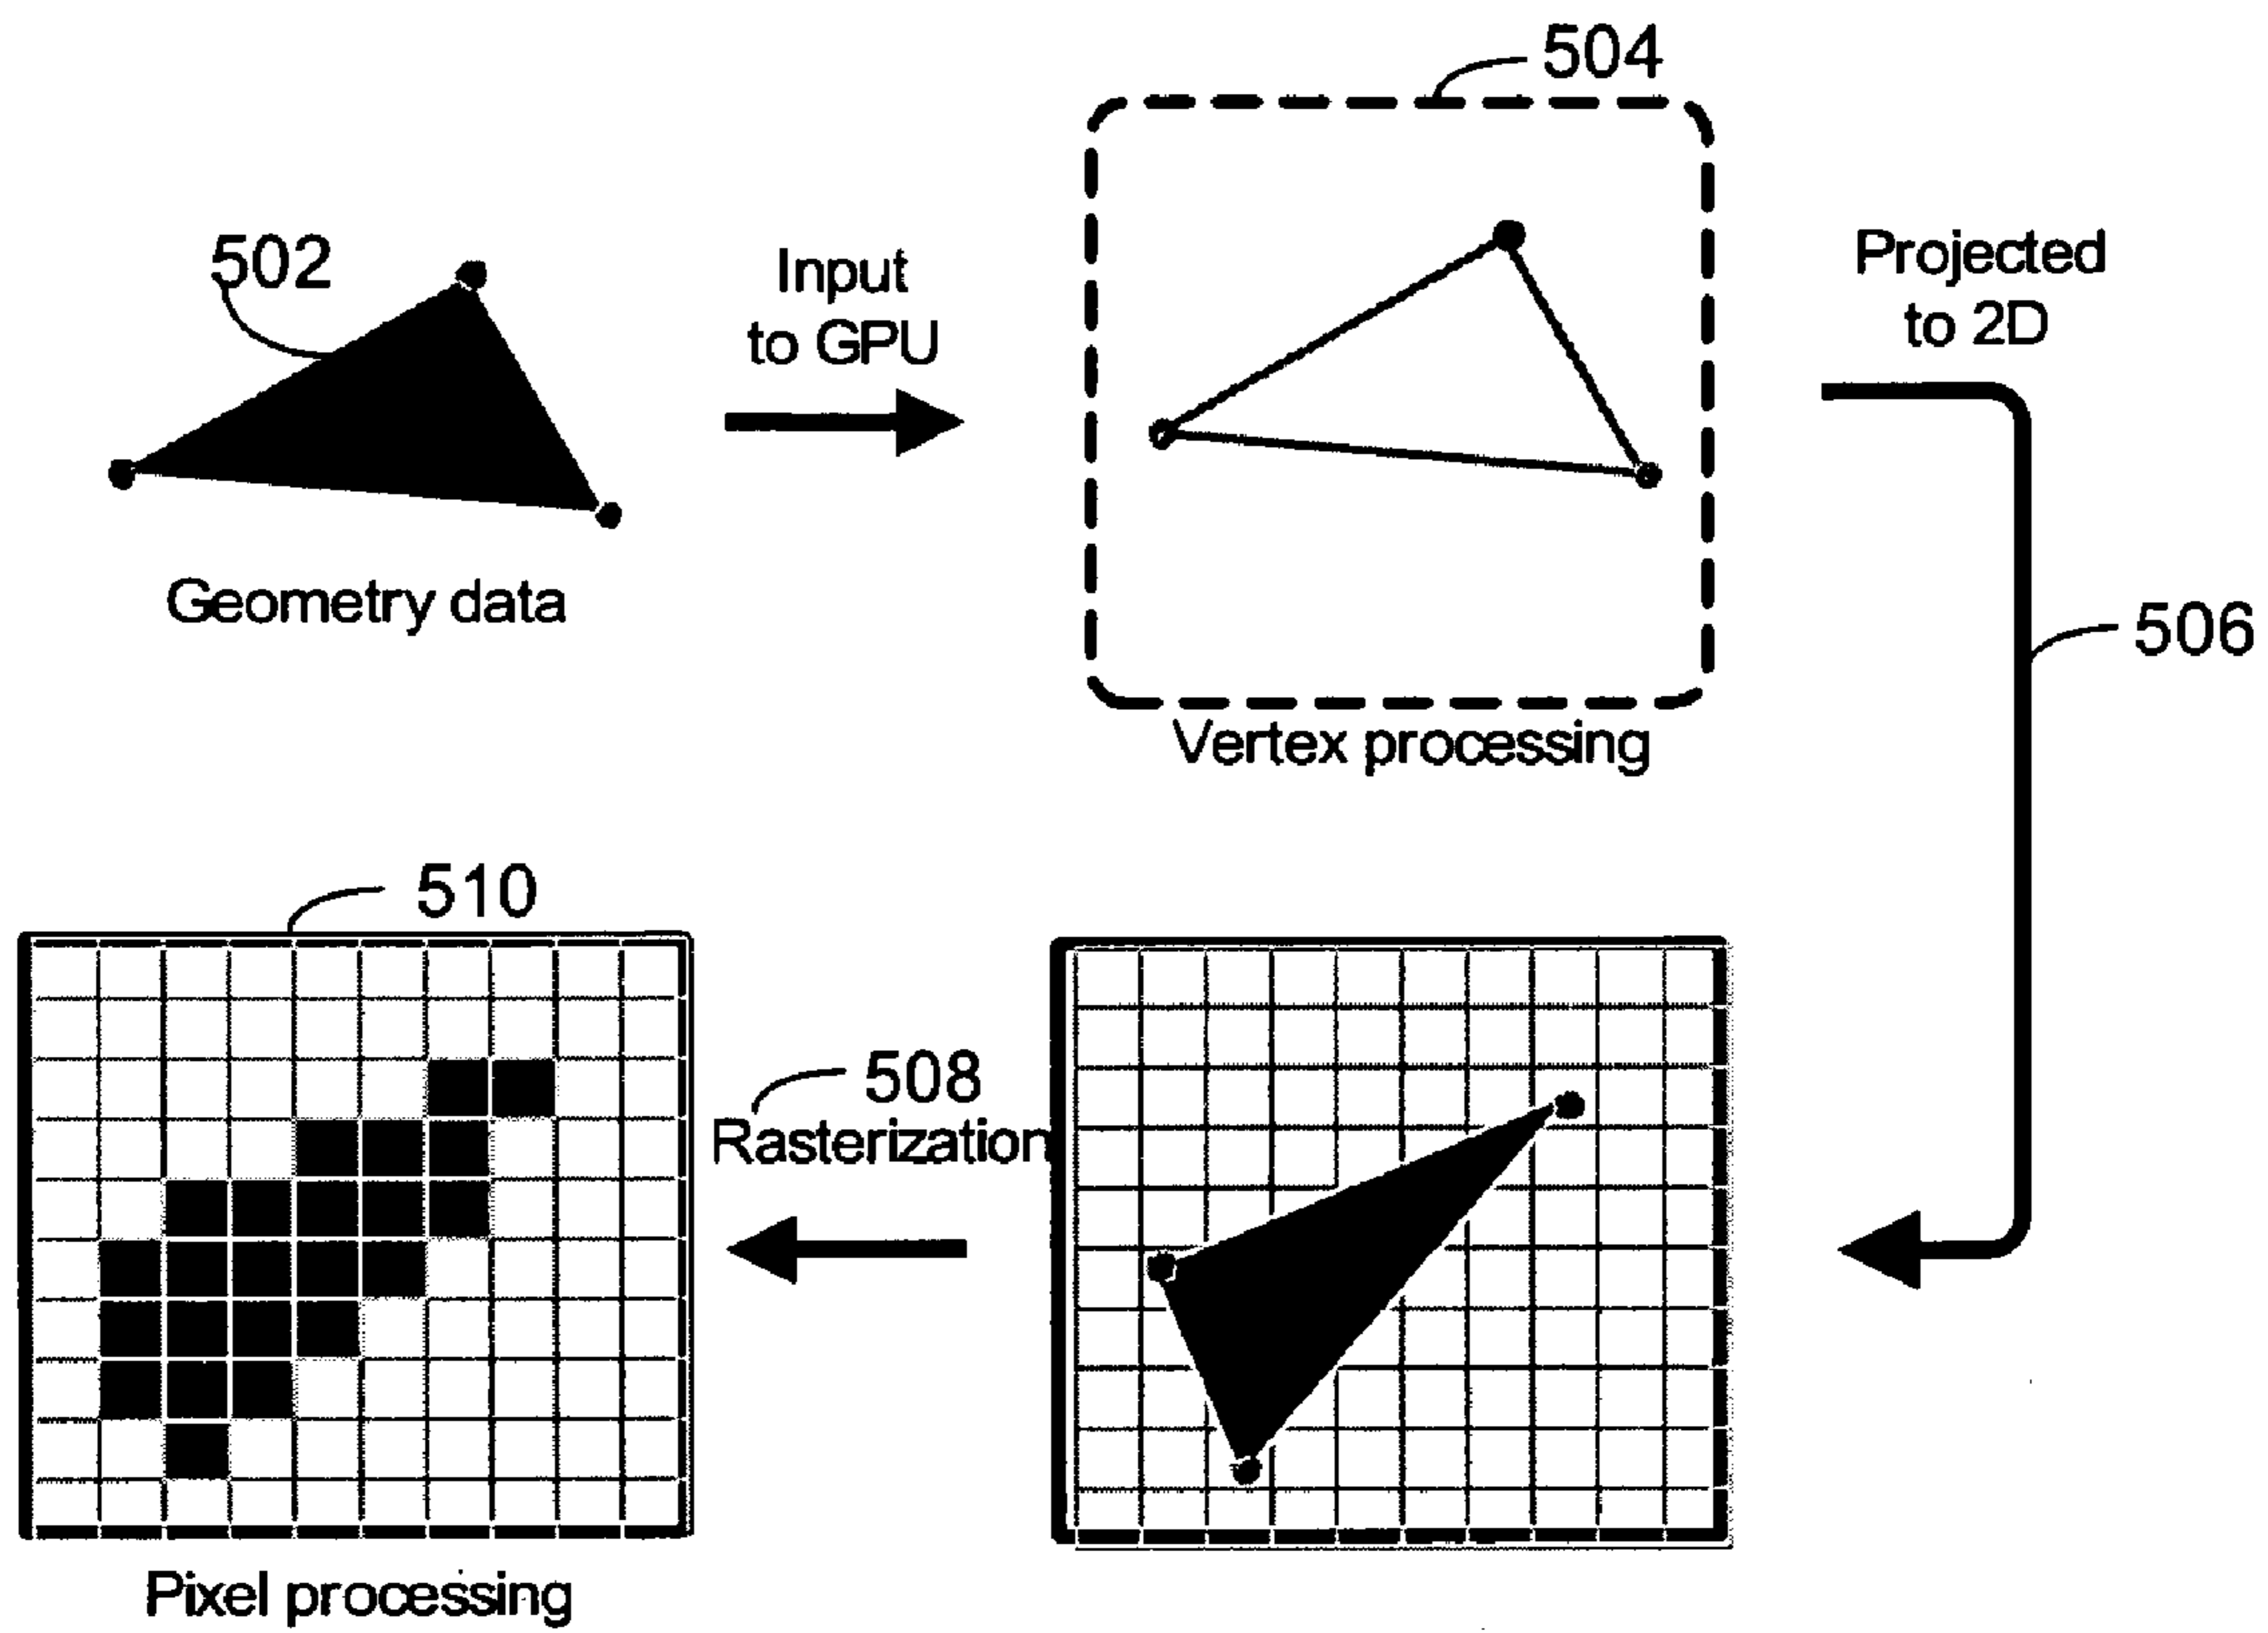 504
502
Input
to GPU
Projected
to 2D
Geometry data
506
Vertex processing
510
508
Rasterization
Pixel processing